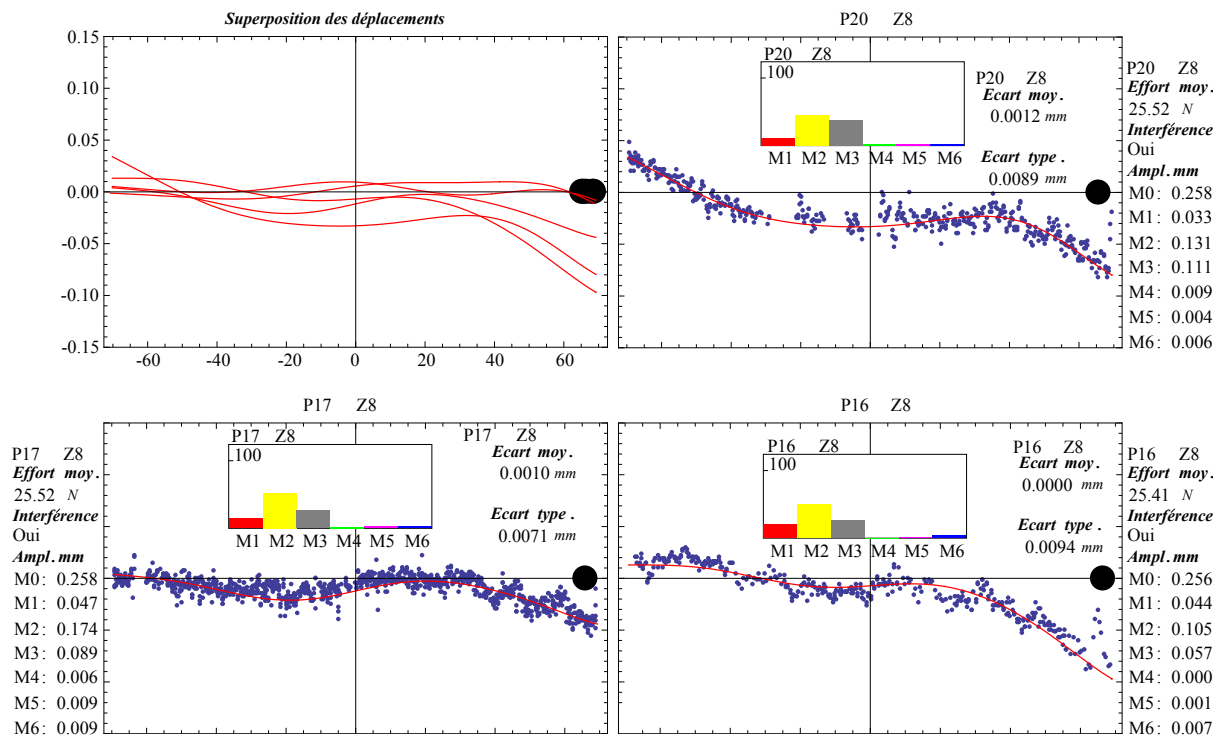 Superposition des déplacements
0.15
0.10
0.05
0.00
-0.05
-0.10
-0.15
-60
-40
-20
0
20
40
60
P20 Z8
P20 Z8
100
M1 M2 M3 M4 M5 M6
P20 Z8
Ecart moy.
0.0012 mm
Ecart type.
0.0089 mm
P20 Z8
Effort moy.
25.52 N
Interférence
Oui
Ampl.mm
M0: 0.258
M1: 0.033
M2: 0.131
M3: 0.111
M4: 0.009
M5: 0.004
M6: 0.006
P17 Z8
P17 Z8
Effort moy.
25.52 N
Interférence
Oui
Ampl.mm
M0: 0.258
M1: 0.047
M2: 0.174
M3: 0.089
M4: 0.006
M5: 0.009
M6: 0.009
P17 Z8
100
M1 M2 M3 M4 M5 M6
P17 Z8
Ecart moy.
0.0010 mm
Ecart type.
0.0071 mm
P16 Z8
P16 Z8
100
M1 M2 M3 M4 M5 M6
P16 Z8
Ecart moy.
0.0000 mm
Ecart type.
0.0094 mm
P16 Z8
Effort moy.
25.41 N
Interférence
Oui
Ampl.mm
M0: 0.256
M1: 0.044
M2: 0.105
M3: 0.057
M4: 0.000
M5: 0.001
M6: 0.007